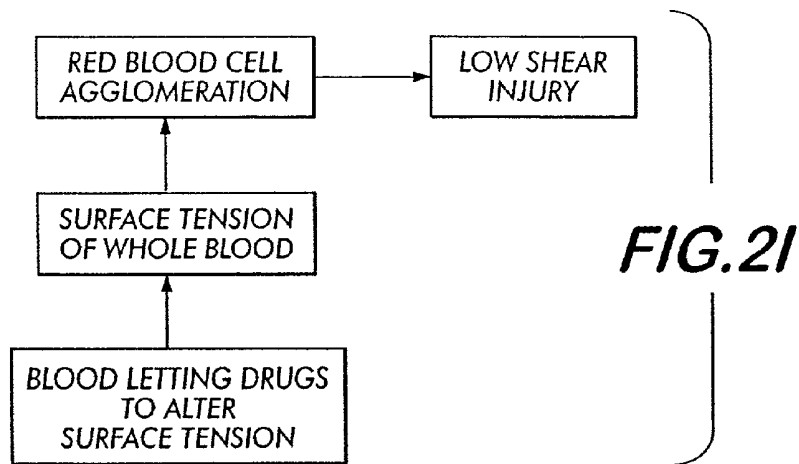 RED BLOOD CELL
AGGLOMERATION
LOW SHEAR
INJURY
SURFACE TENSION
OF WHOLE BLOOD
FIG.2I
BLOOD LETTING DRUGS
TO ALTER
SURFACE TENSION